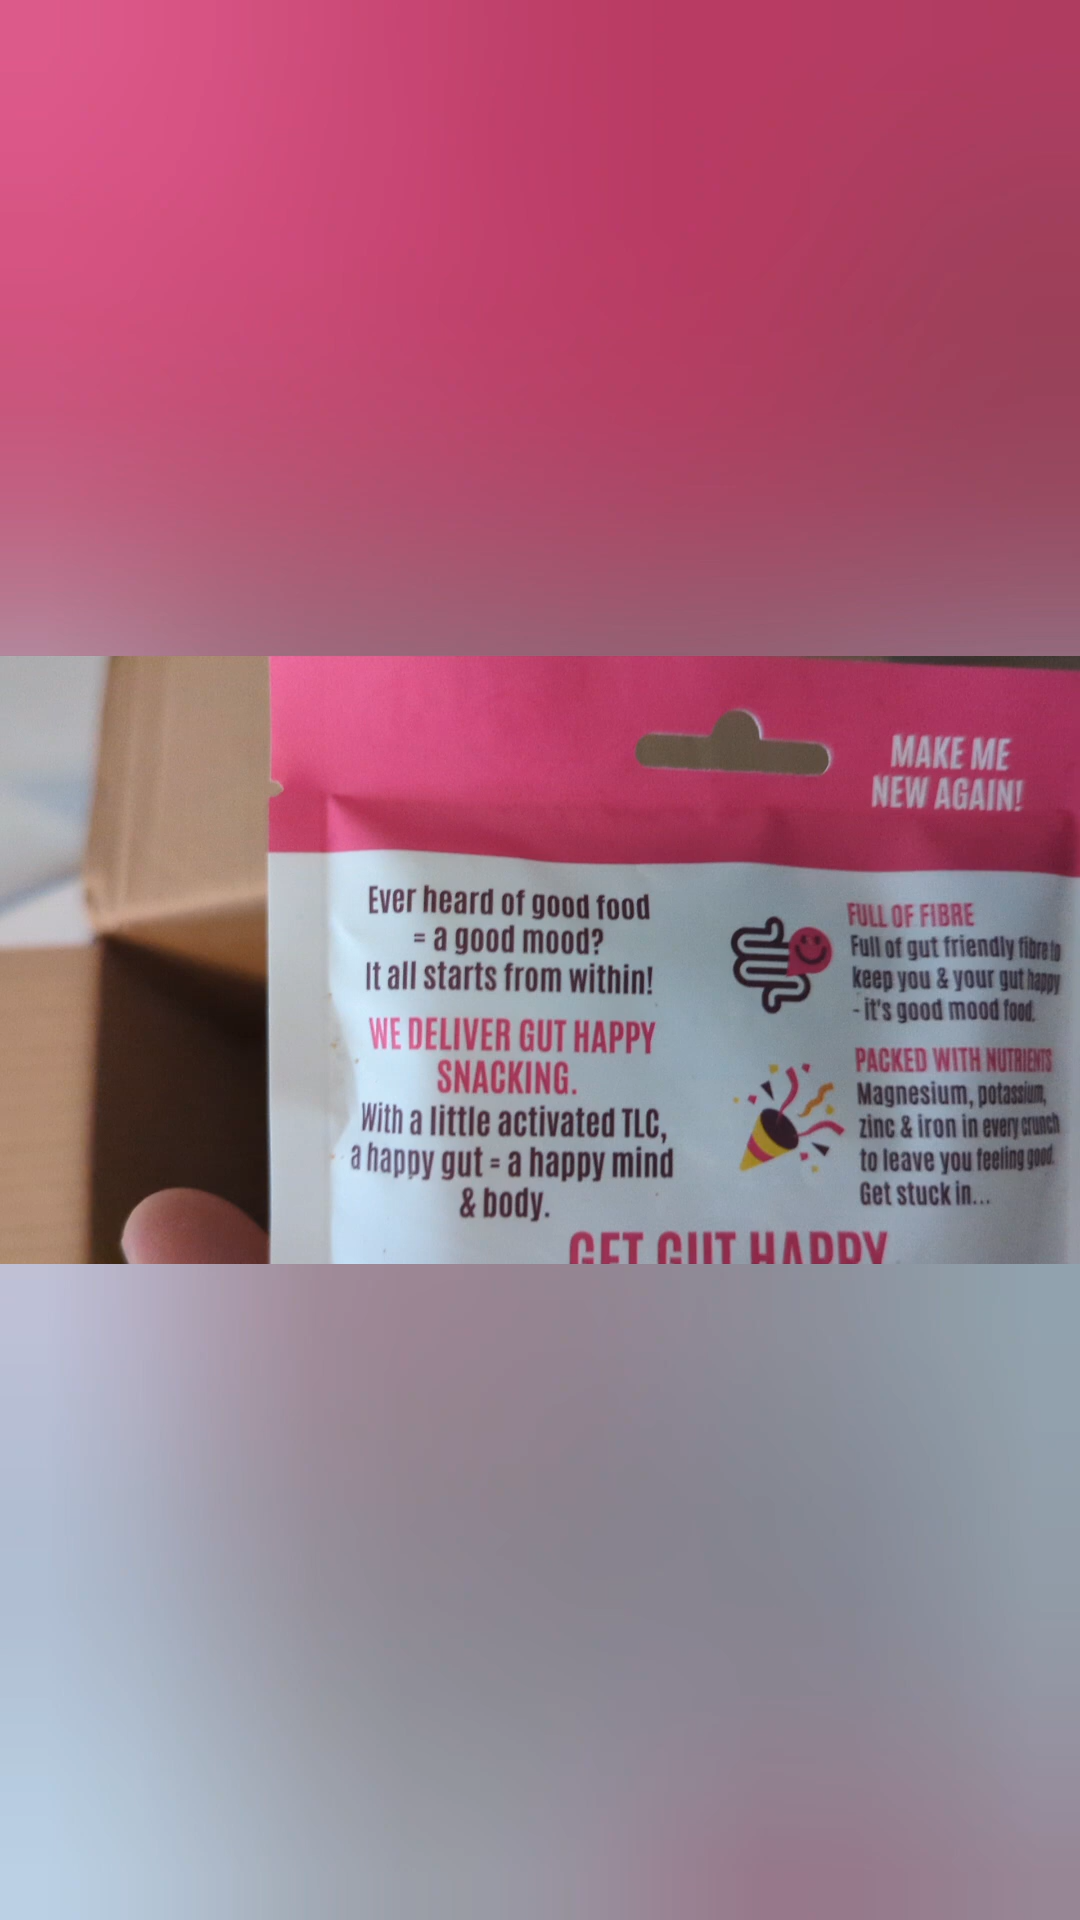 MAKE ME
NEW AGAIN!
Ever heard of good food
= a good mood?
It all starts from within!
WE DELIVER GUT HAPPY
SNACKING.
With a little activated TLC,
a happy gut = a happy mind
& body.
FULL OF FIBRE
Full of gut friendly fibre to
keep you & your gut happy
- it's good mood food.
PACKED WITH NUTRIENTS
Magnesium, potassium,
zinc & iron in every crunch
to leave you feeling good.
Get stuck in...
GET GUT HAPPY